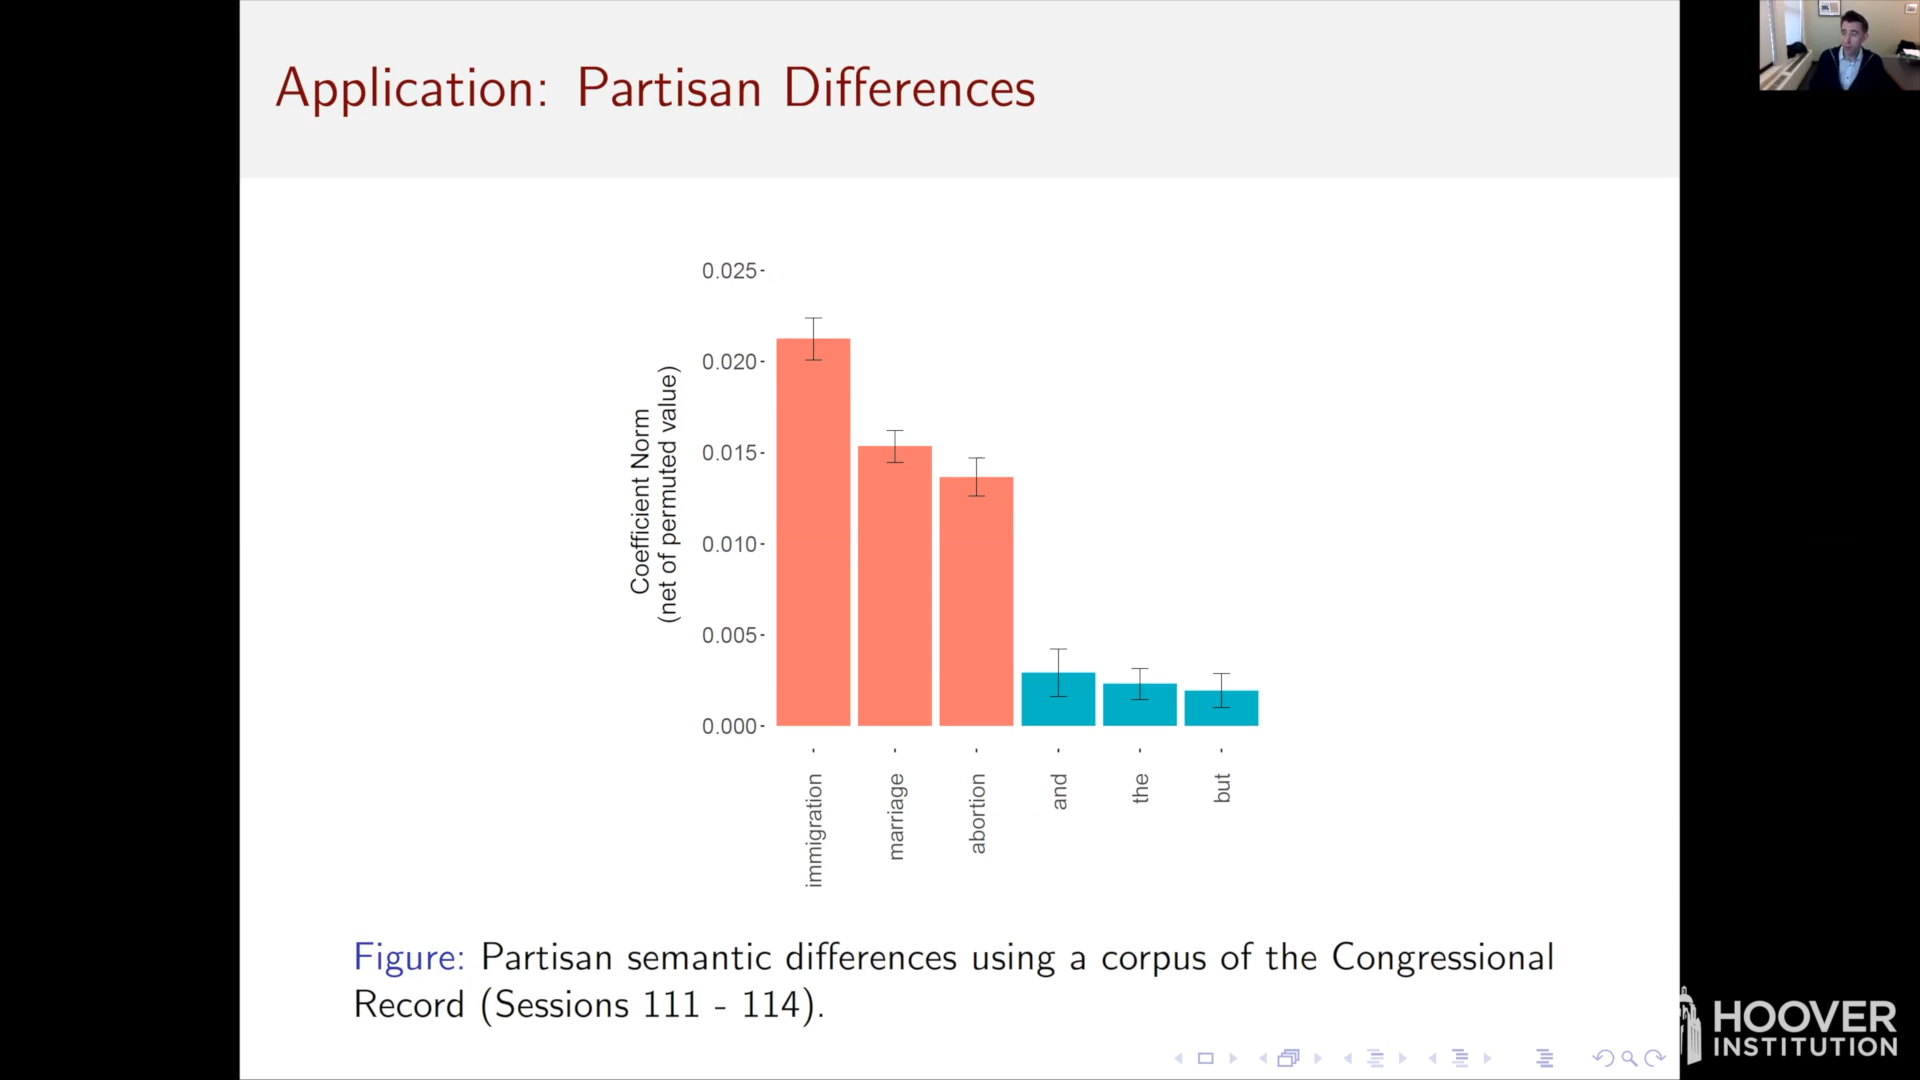 Application: Partisan Differences
0.025
0.020
0.015
0.010
0.005
0.000
Coefficient Norm
(net of permuted value)
immigration
marriage
abortion
and
the
but
Figure: Partisan semantic differences using a corpus of the Congressional
Record (Sessions 111 - 114).
HOOVER
INSTITUTION